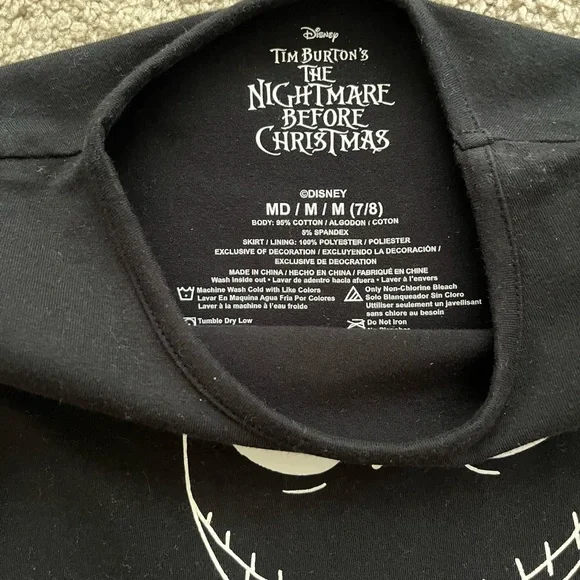 Disney
TIM BURTON'S
THE
NIGHTMARE
BEFORE
CHRISTMAS
©DISNEY
MD / M / M (7/8)
BODY: 95% COTTON / ALGODON / COTON
5% SPANDEX
SKIRT / LINING: 100% POLYESTER / POLIESTER
EXCLUSIVE OF DECORATION / EXCLUYENDO LA DECORACIÓN /
EXCLUSIVE DE DEOCRATION
MADE IN CHINA / HECHO EN CHINA / FABRIQUÉ EN CHINE
Wash inside out • Lavar de adentro hacia afuera • Laver à l'envers
Machine Wash Cold with Like Colors
Lavar En Maquina Agua Fria Por Colores
Laver à la machine à l'eau froide
Only Non-Chlorine Bleach
Solo Blanqueador Sin Cloro
Utiliser seulement un javellisant
sans chlore au besoin
Tumble Dry Low
Do Not Iron